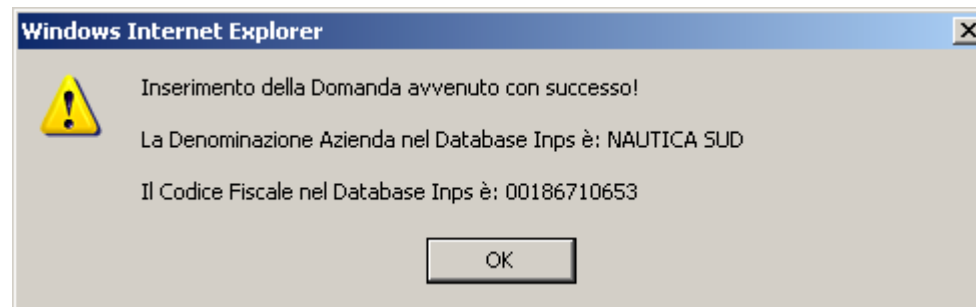 Windows Internet Explorer
Inserimento della Domanda avvenuto con successo!
La Denominazione Azienda nel Database Inps è: NAUTICA SUD
Il Codice Fiscale nel Database Inps è: 00186710653
OK